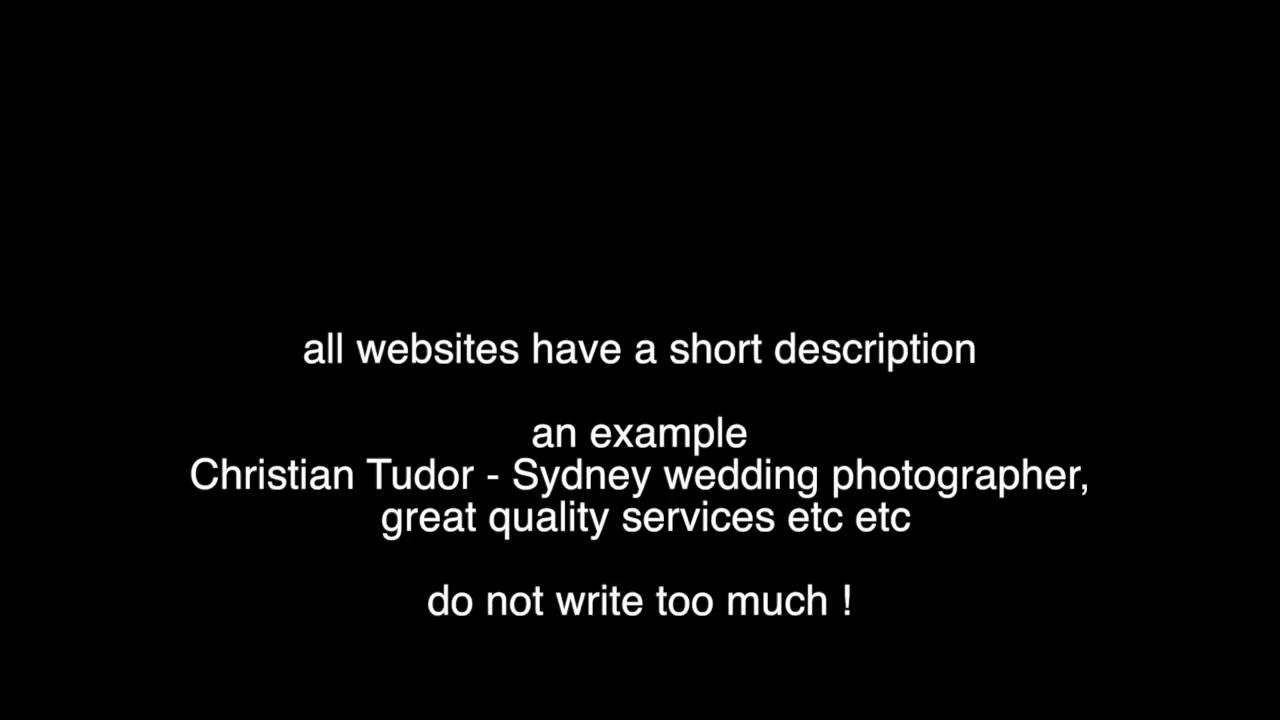 all websites have a short description
an example
Christian Tudor - Sydney wedding photographer,
great quality services etc etc
do not write too much !